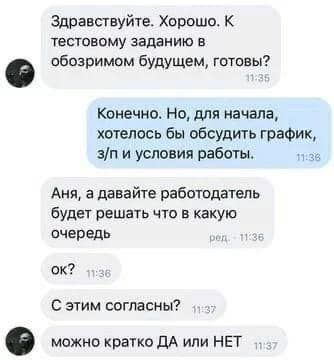 Здравствуйте. Хорошо. К
тестовому заданию в
обозримом будущем, готовы?
11:35
Конечно. Но, для начала,
хотелось бы обсудить график,
з/п и условия работы.
11:36
Аня, а давайте работодатель
будет решать что в какую
очередь
ред. · 11:36
ок? 11:36
С этим согласны? 11:37
можно кратко ДА или НЕТ 11:37